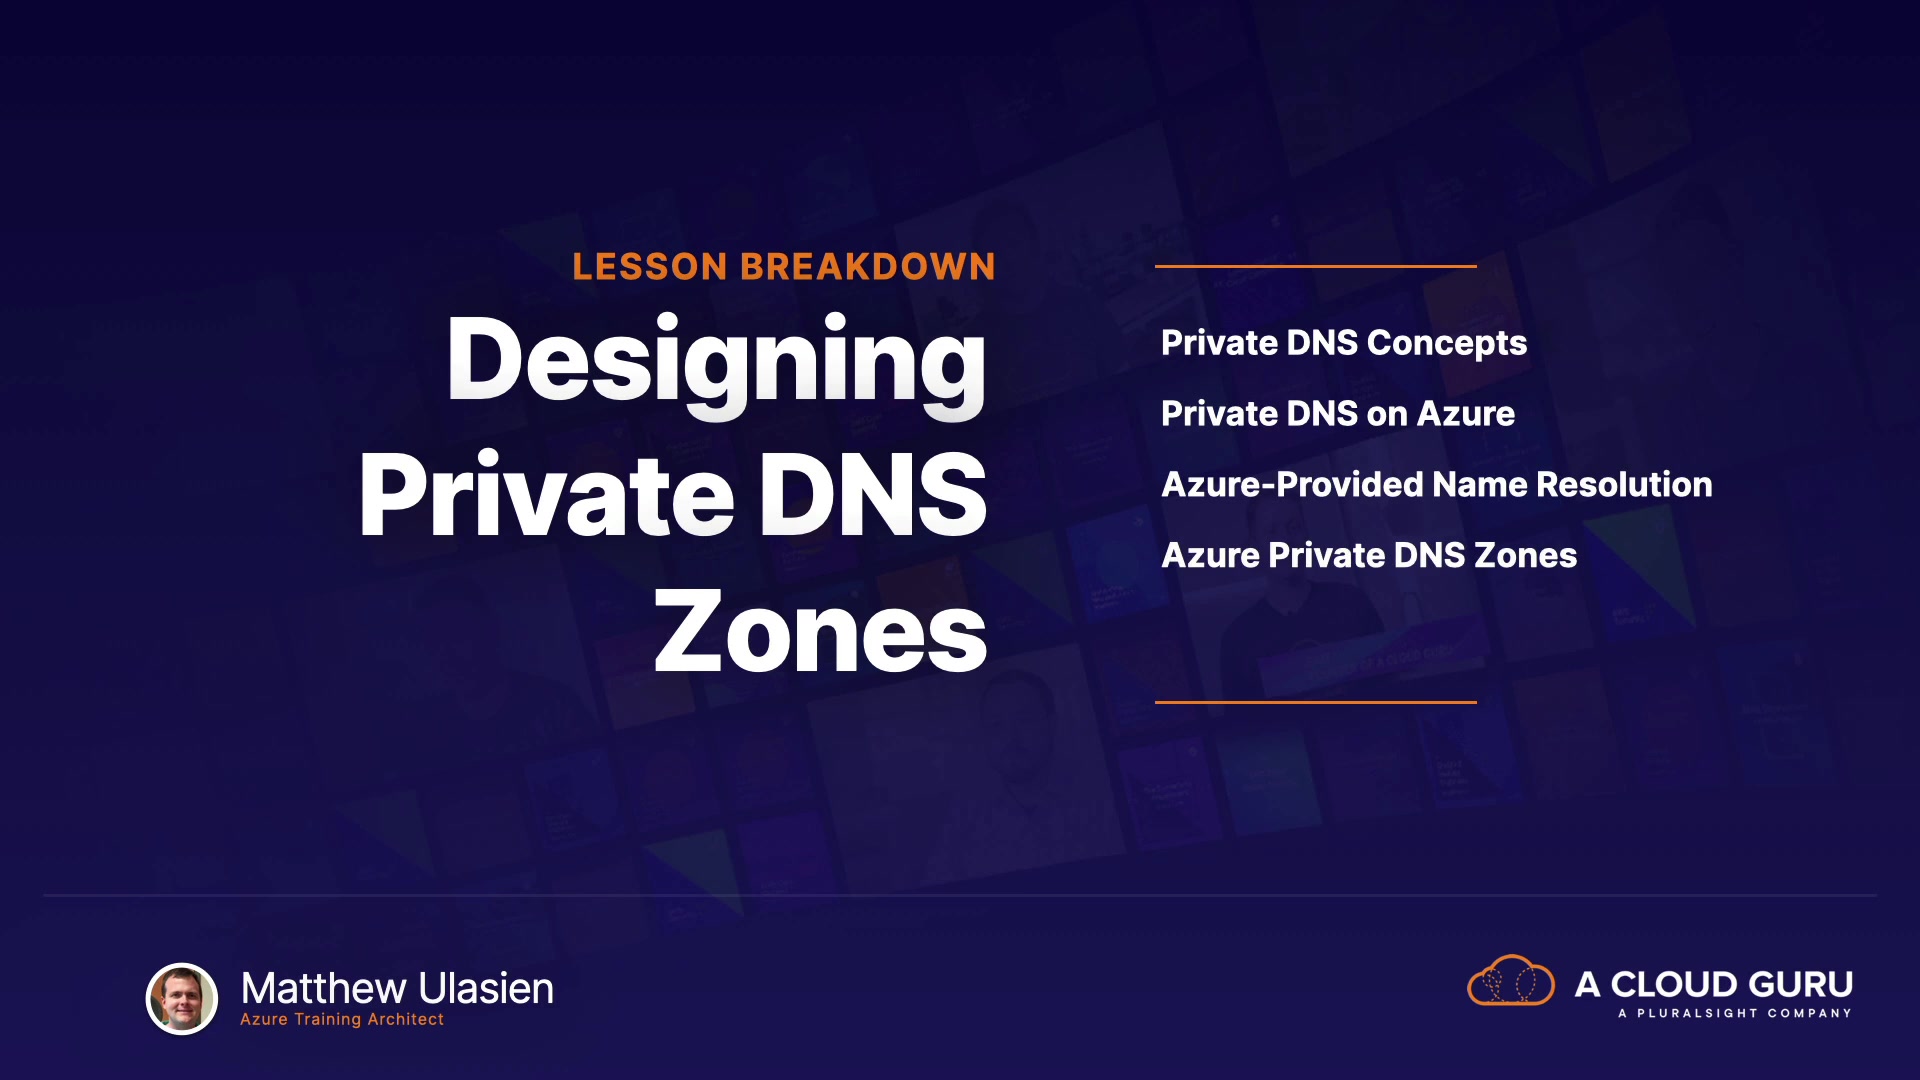 LESSON BREAKDOWN
Designing
Private DNS
Zones
Private DNS Concepts
Private DNS on Azure
Azure-Provided Name Resolution
Azure Private DNS Zones
Matthew Ulasien
Azure Training Architect
A CLOUD GURU
A PLURALSIGHT COMPANY